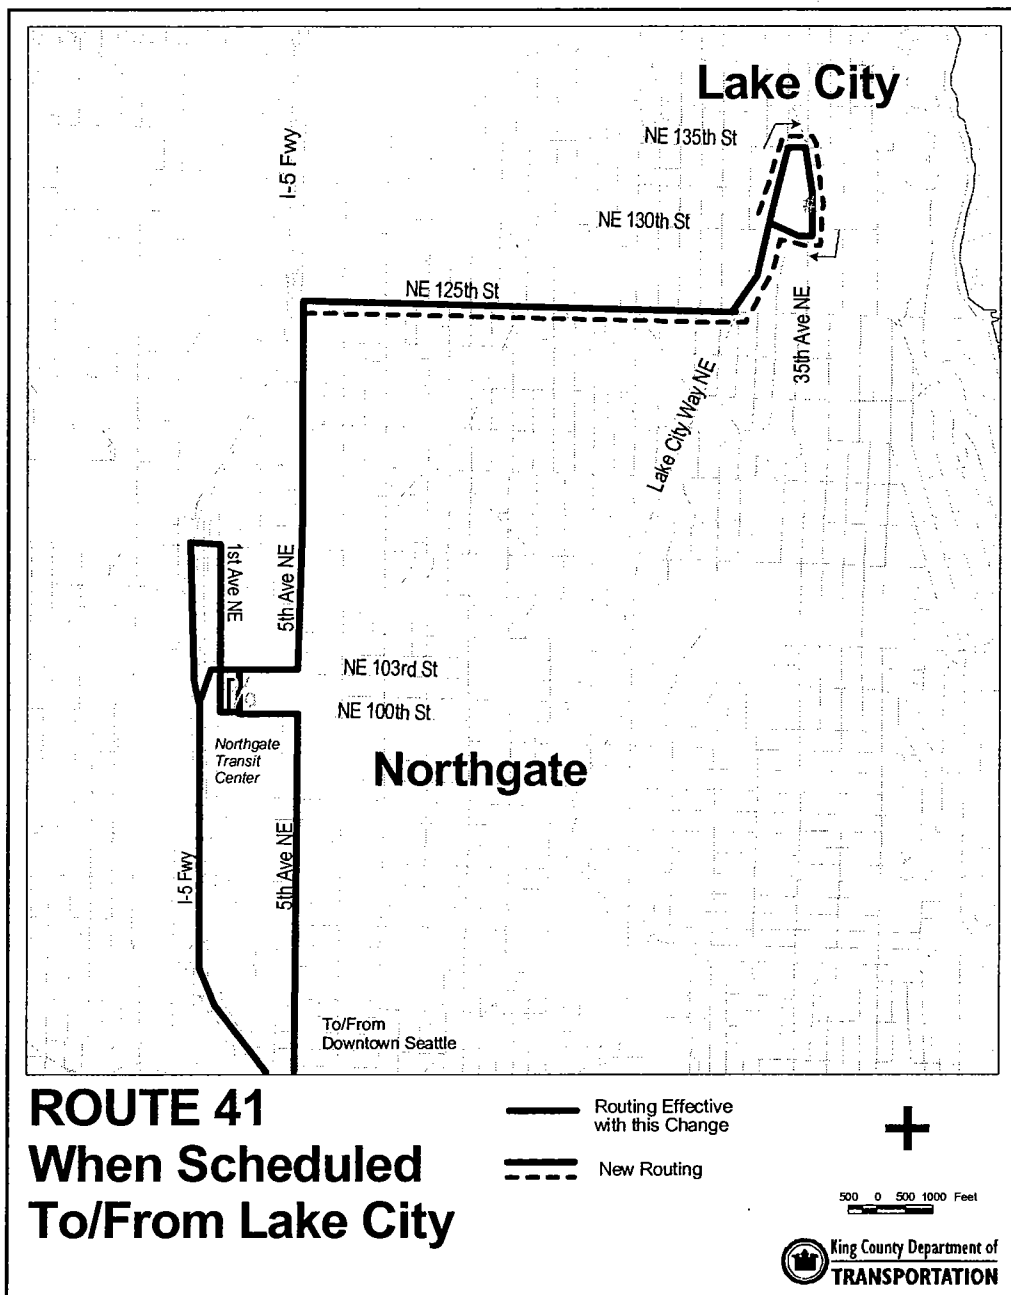 Lake City
NE 135th St
I-5 Fwy
NE 130th St
NE 125th St
35th Ave NE
Lake City Way NE
1st Ave NE
5th Ave NE
NE 103rd St
NE 100th St
Northgate
Transit
Center
Northgate
I-5 Fwy
5th Ave NE
To/From
Downtown Seattle
ROUTE 41
When Scheduled
To/From Lake City
Routing Effective
with this Change
New Routing
500 0 500 1000 Feet
King County Department of
TRANSPORTATION